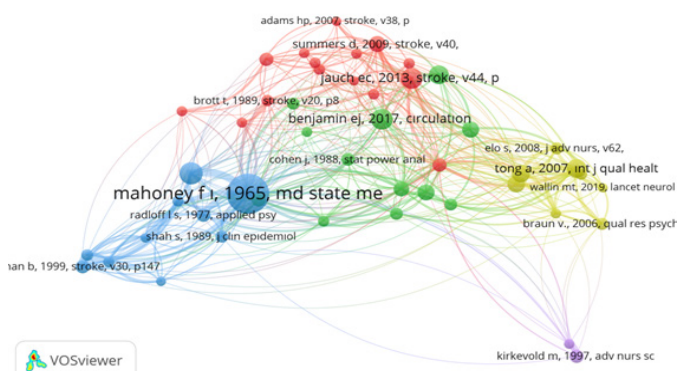 adams hp, 2007, stroke, v38, p
summers d, 2009, stroke, v40,
jauch ec, 2013, stroke, v44, p
brott t, 1989, stroke, v20, p8
benjamin ej, 2017, circulation
elo s, 2008, j adv nurs, v62,
cohen j, 1988, stat power anal
tong a, 2007, int j qual healt
wallin mt, 2019, lancet neurol
mahoney f i, 1965, md state me
radloff l s, 1977, applied psy
braun v., 2006, qual res psych
shah s, 1989, j clin epidemiol
nan b, 1999, stroke, v30, p147
kirkevold m, 1997, adv nurs sc
VOSviewer